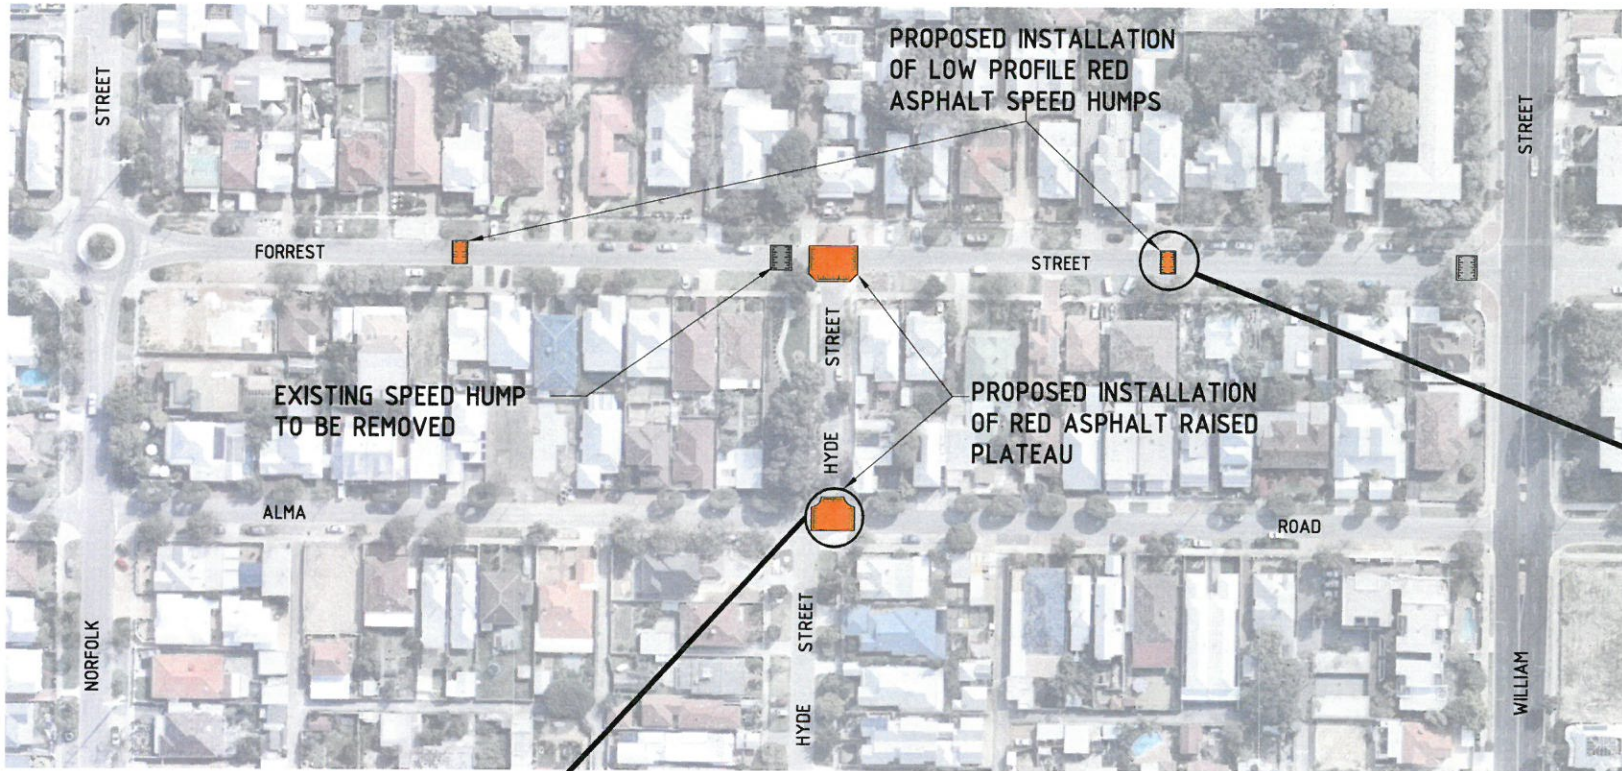 PROPOSED INSTALLATION
OF LOW PROFILE RED
ASPHALT SPEED HUMPS
STREET
STREET
FORREST
STREET
STREET
EXISTING SPEED HUMP
TO BE REMOVED
PROPOSED INSTALLATION
OF RED ASPHALT RAISED
PLATEAU
HYDE
ALMA
ROAD
STREET
NORFOLK
HYDE
WILLIAM